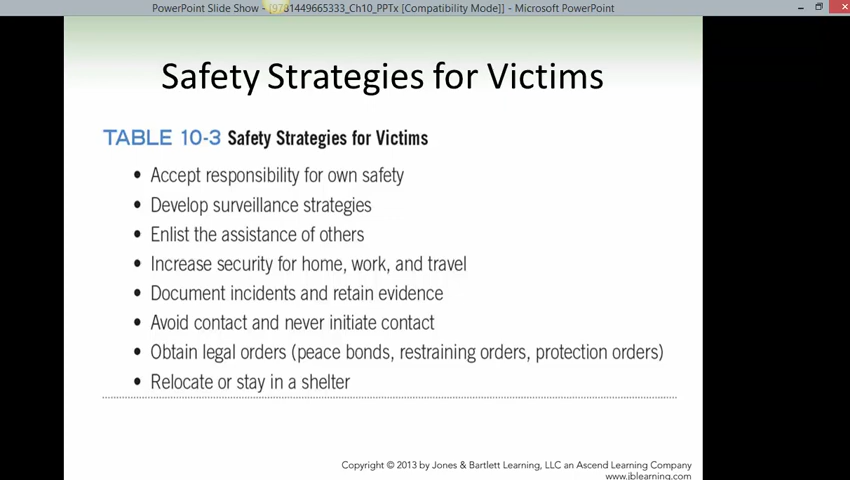 PowerPoint Slide Show - [9781449665333_Ch10_PPTx [Compatibility Mode]] - Microsoft PowerPoint
Safety Strategies for Victims
TABLE 10-3 Safety Strategies for Victims
• Accept responsibility for own safety
• Develop surveillance strategies
• Enlist the assistance of others
• Increase security for home, work, and travel
• Document incidents and retain evidence
• Avoid contact and never initiate contact
• Obtain legal orders (peace bonds, restraining orders, protection orders)
• Relocate or stay in a shelter
Copyright © 2013 by Jones & Bartlett Learning, LLC an Ascend Learning Company
www.jblearning.com